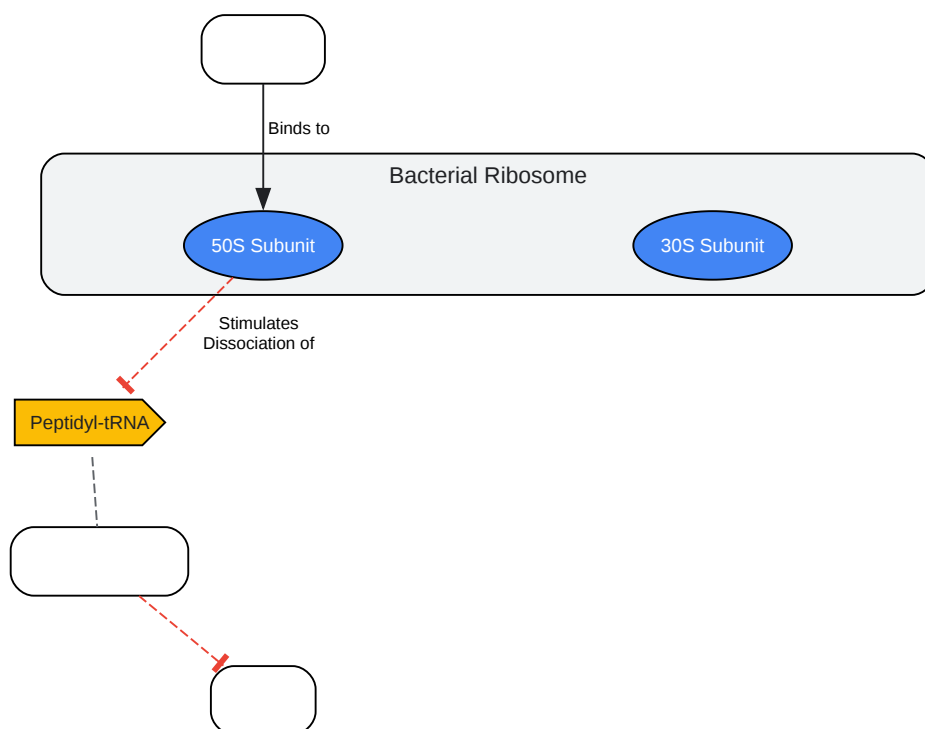 Binds to
Bacterial Ribosome
50S Subunit
30S Subunit
Stimulates
Dissociation of
Peptidyl-tRNA